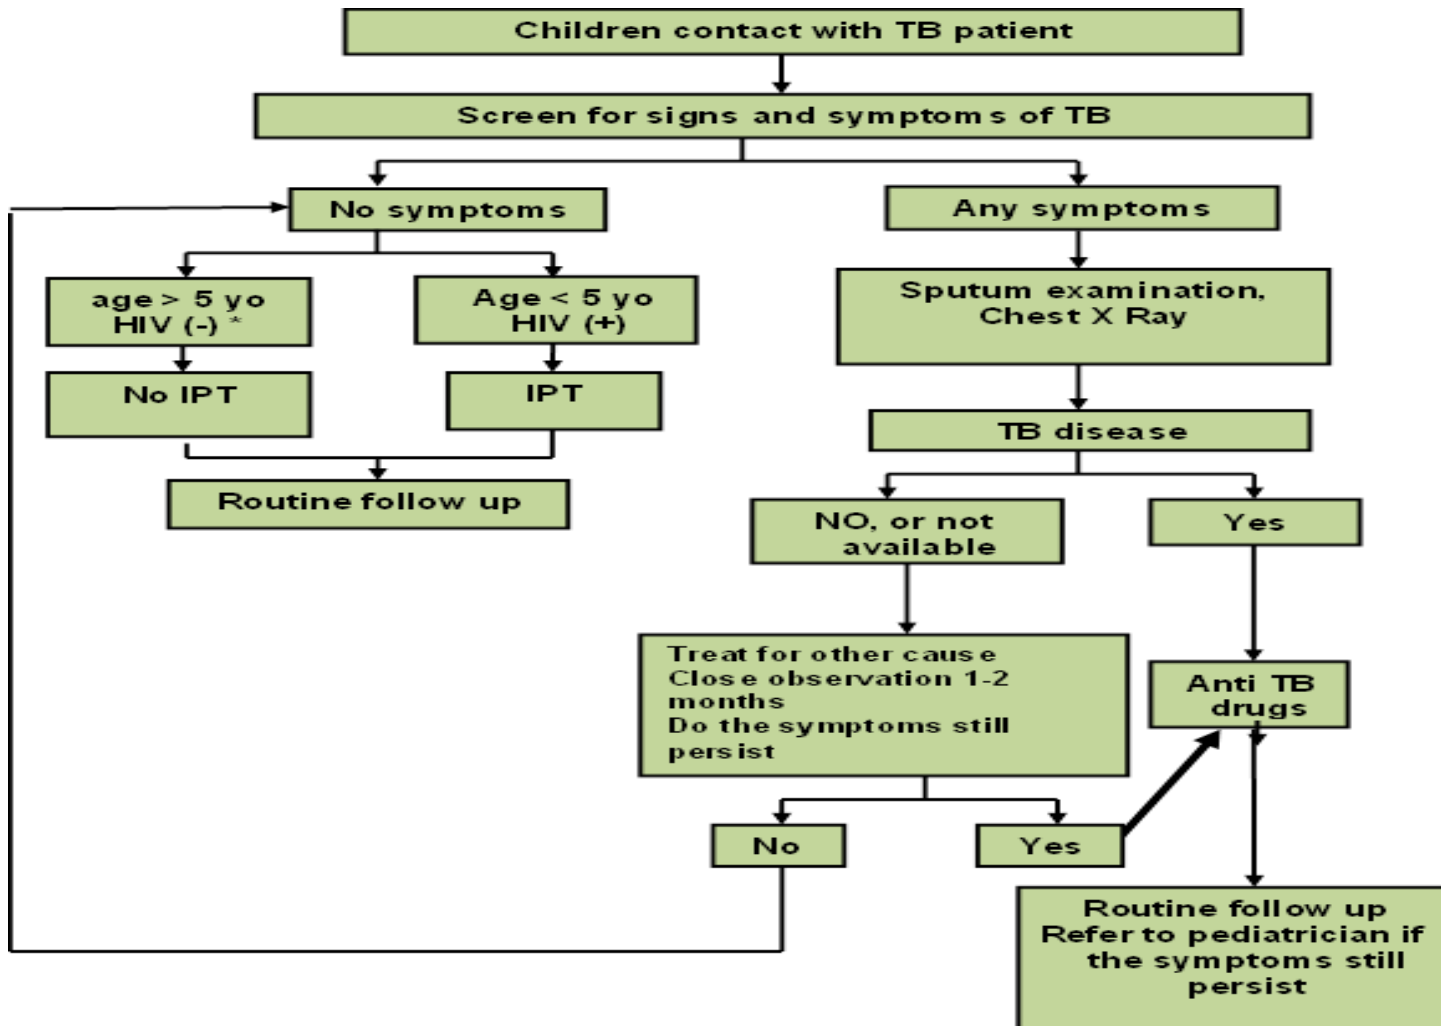 Children contact with TB patient
Screen for signs and symptoms of TB
No symptoms
Any symptoms
age > 5 yo
HIV (-) *
Age < 5 yo
HIV (+)
Sputum examination,
Chest X Ray
No IPT
IPT
TB disease
Routine follow up
NO, or not
available
Yes
Treat for other cause
Close observation 1-2
months
Do the symptoms still
persist
Anti TB
drugs
No
Yes
Routine follow up
Refer to pediatrician if
the symptoms still
persist